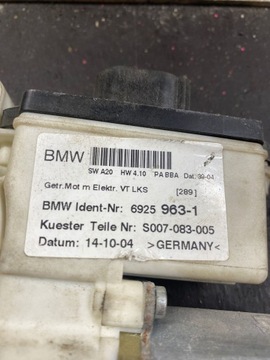 BMW
SW A20 HW 4.10 PA BBA Dat: 39-04
Getr.Mot m Elektr. VT LKS [289]
BMW Ident-Nr: 6925 963-1
Kuester Teile Nr: S007-083-005
Datum: 14-10-04 >GERMANY<